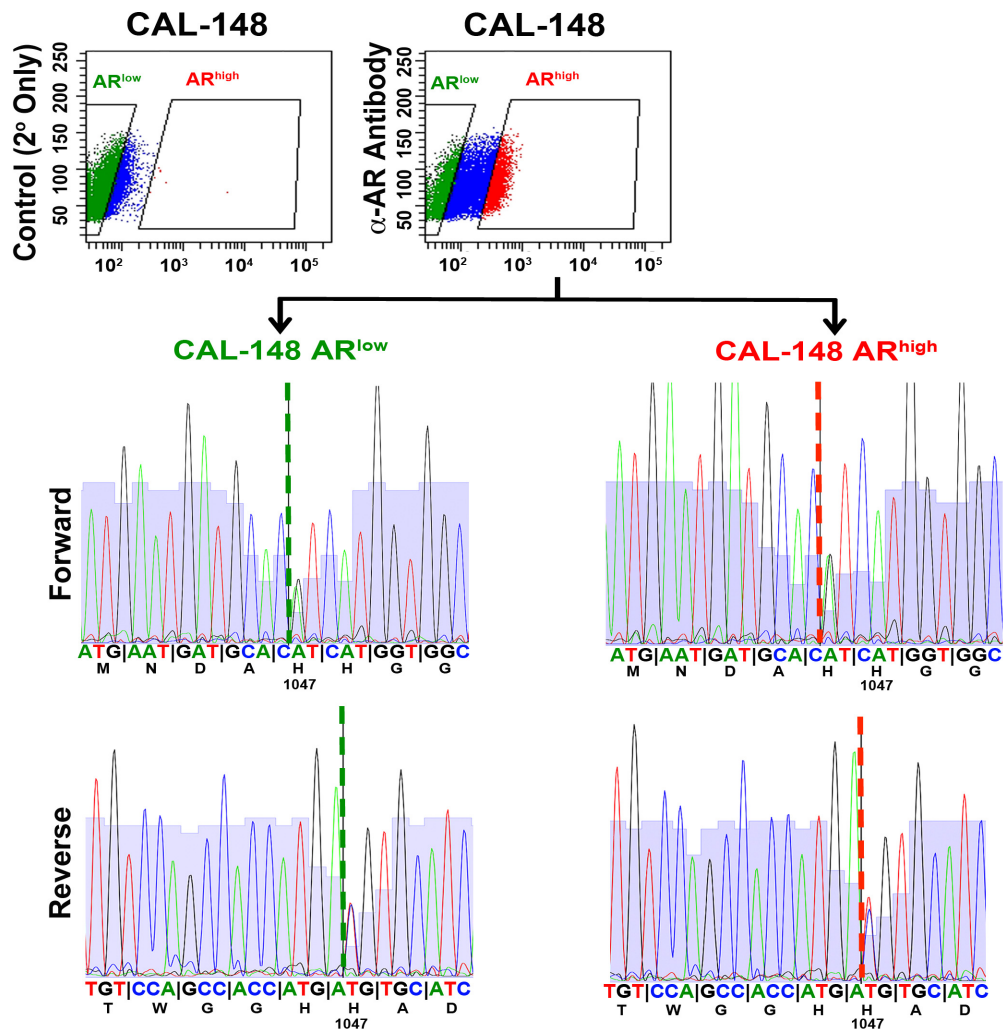 CAL-148
CAL-148
Control (2º Only)
250
200
150
100
50
AR^low
AR^high
10^2
10^3
10^4
10^5
α-AR Antibody
250
200
150
100
50
AR^low
AR^high
10^2
10^3
10^4
10^5
CAL-148 AR^low
CAL-148 AR^high
Forward
ATG|AAT|GAT|GCA|CAT|CAT|GGT|GGC
M N D A H H G G
1047
ATG|AAT|GAT|GCA|CAT|CAT|GGT|GGC
M N D A H H G G
1047
Reverse
TGT|CCA|GCC|ACC|ATG|ATG|TGC|ATC
T W G G H H A D
1047
TGT|CCA|GCC|ACC|ATG|ATG|TGC|ATC
T W G G H H A D
1047